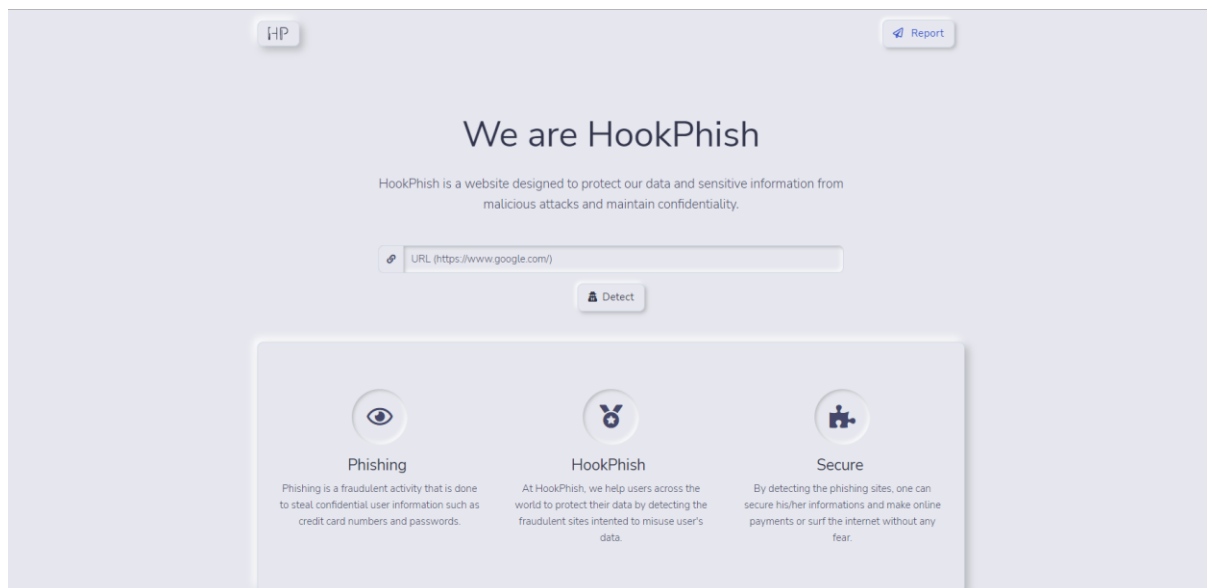 HP
Report
We are HookPhish
HookPhish is a website designed to protect our data and sensitive information from
malicious attacks and maintain confidentiality.
URL (https://www.google.com/)
Detect
Phishing
Phishing is a fraudulent activity that is done
to steal confidential user information such as
credit card numbers and passwords.
HookPhish
At HookPhish, we help users across the
world to protect their data by detecting the
fraudulent sites intented to misuse user's
data.
Secure
By detecting the phishing sites, one can
secure his/her informations and make online
payments or surf the internet without any
fear.